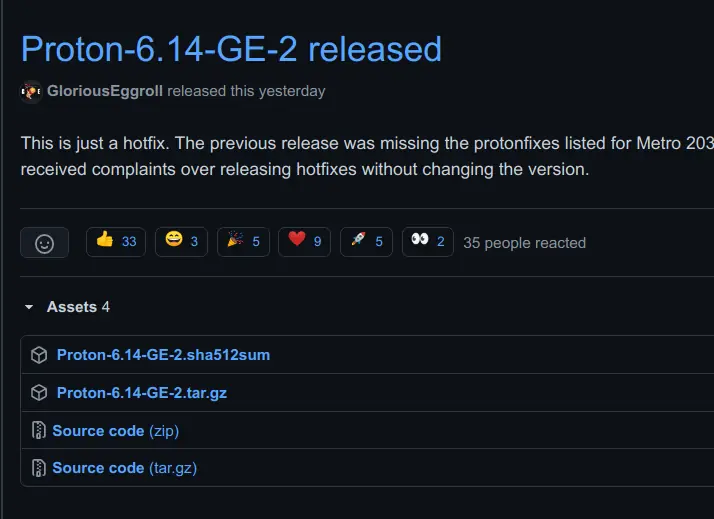 Proton-6.14-GE-2 released
GloriousEggroll released this yesterday
This is just a hotfix. The previous release was missing the protonfixes listed for Metro 203
received complaints over releasing hotfixes without changing the version.
👍 33 😄 3 🎉 5 ❤️ 9 🚀 5 👀 2 35 people reacted
Assets 4
Proton-6.14-GE-2.sha512sum
Proton-6.14-GE-2.tar.gz
Source code (zip)
Source code (tar.gz)